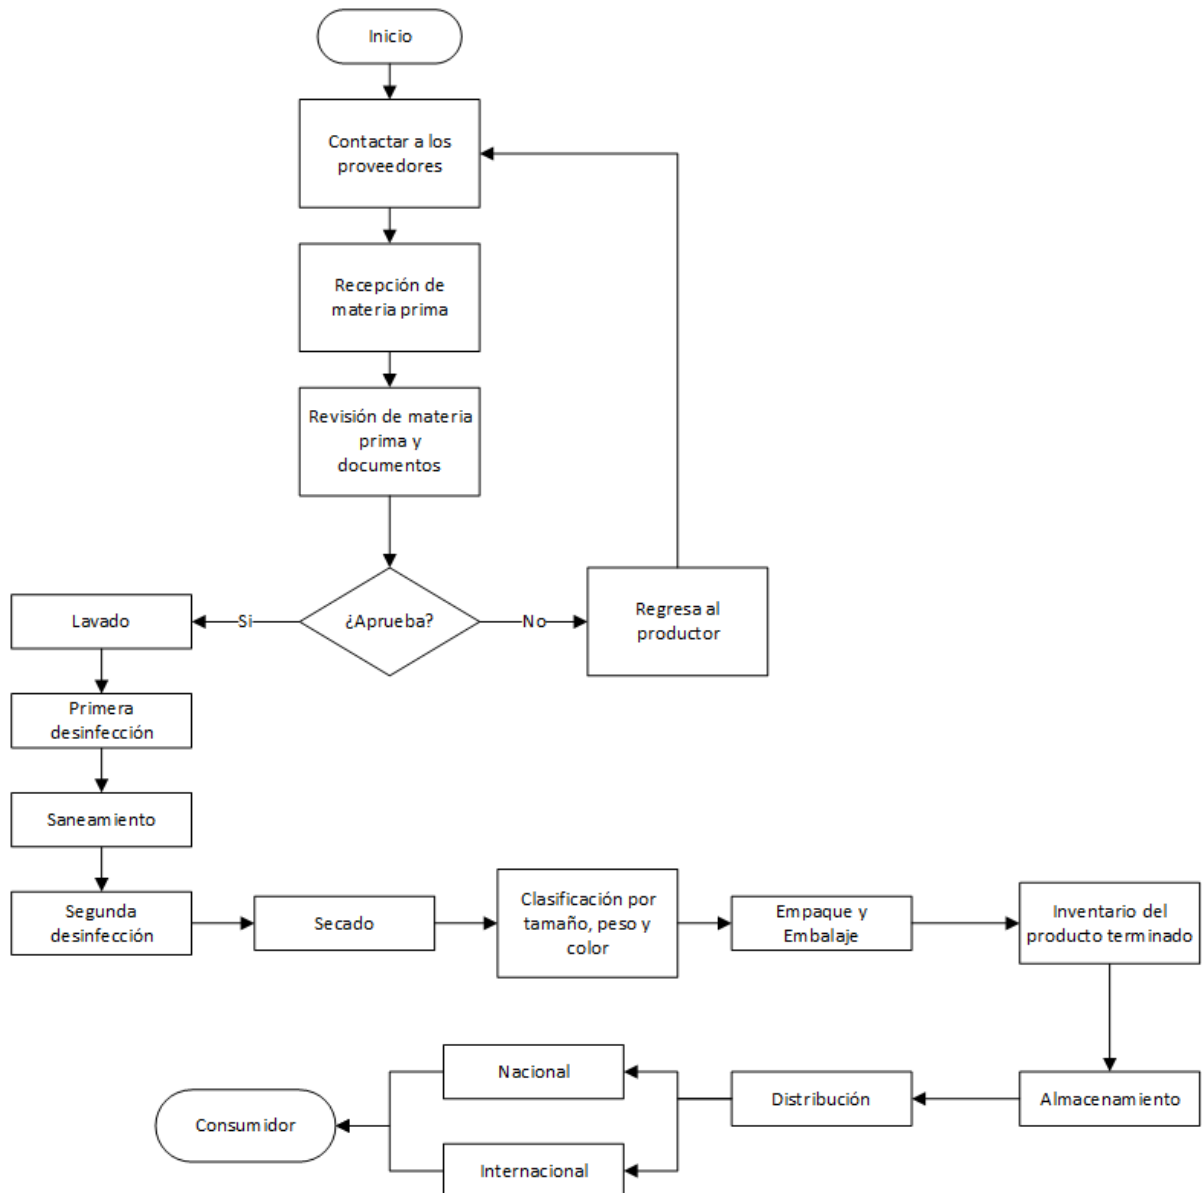 Inicio
Contactar a los
proveedores
Recepción de
materia prima
Revisión de materia
prima y
documentos
¿Aprueba?
Si
No
Lavado
Regresa al
productor
Primera
desinfección
Saneamiento
Segunda
desinfección
Secado
Clasificación por
tamaño, peso y
color
Empaque y
Embalaje
Inventario del
producto terminado
Almacenamiento
Distribución
Nacional
Internacional
Consumidor